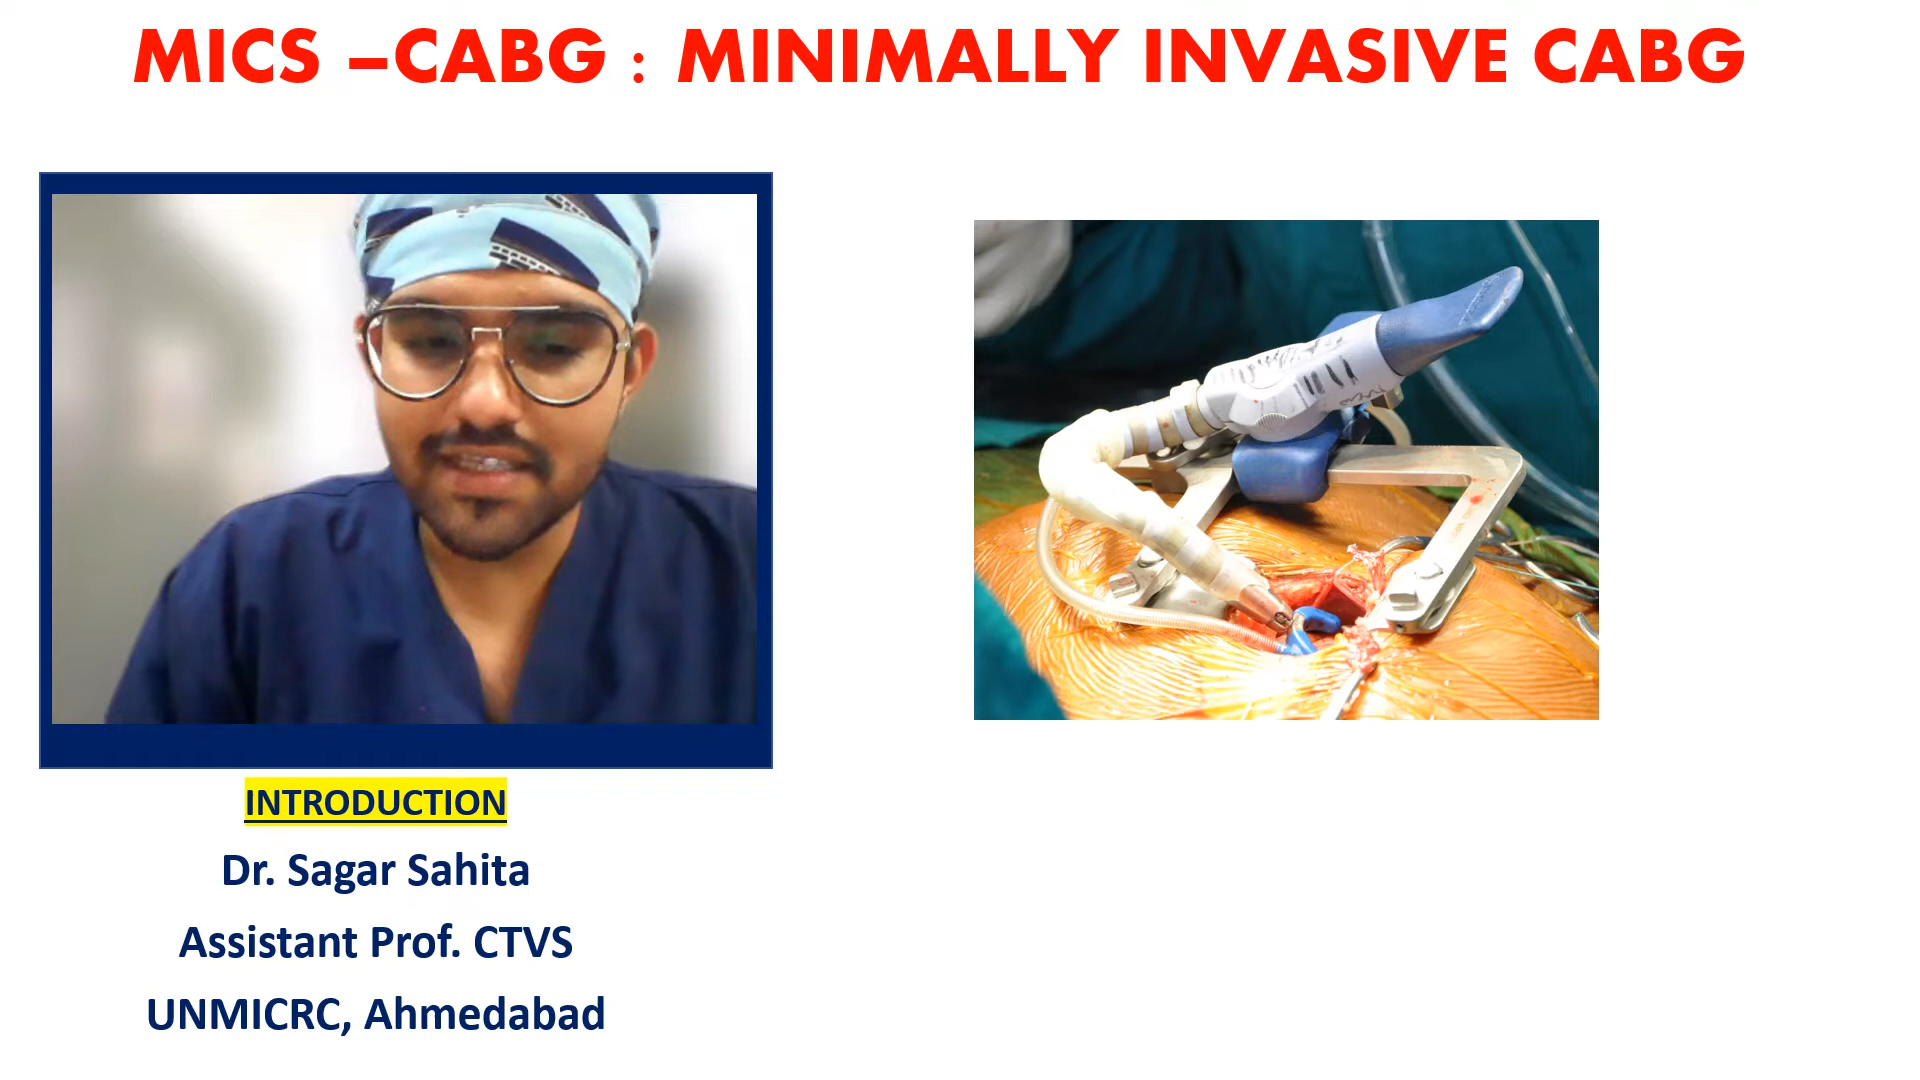 MICS –CABG : MINIMALLY INVASIVE CABG
INTRODUCTION
Dr. Sagar Sahita
Assistant Prof. CTVS
UNMICRC, Ahmedabad